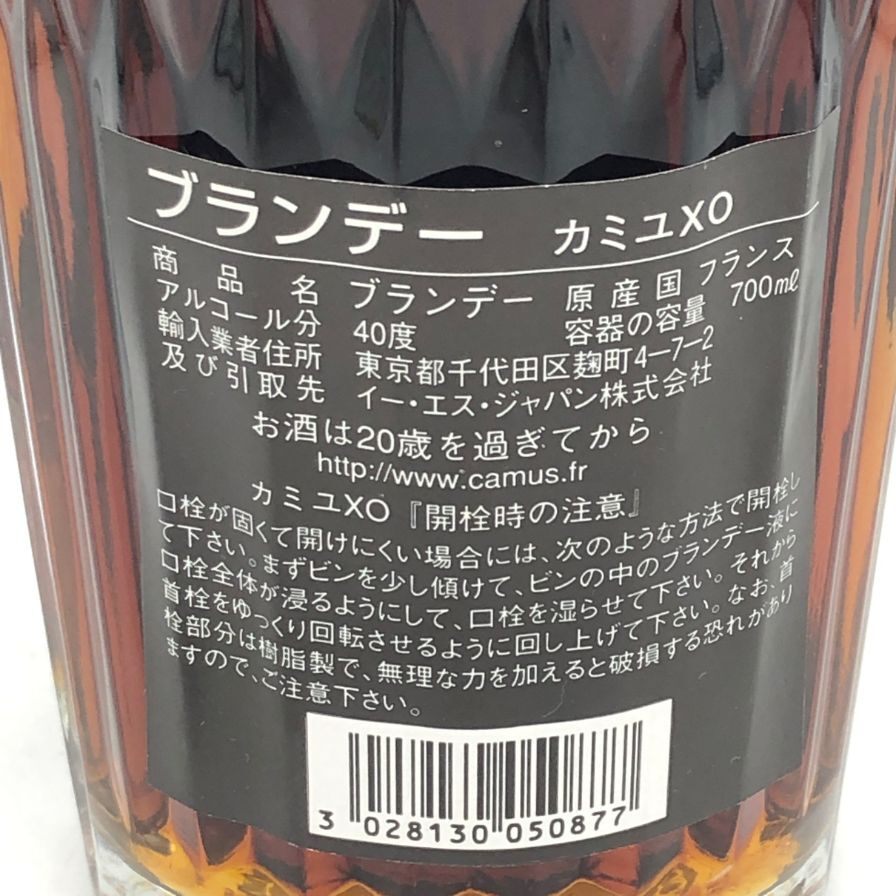 ブランデー カミユXO
商品名 ブランデー 原産国 フランス
アルコール分 40度 容器の容量 700mℓ
輸入業者住所 東京都千代田区麹町4−7−2
及び引取先 イー・エス・ジャパン株式会社
お酒は20歳を過ぎてから
http://www.camus.fr
カミユXO『開栓時の注意』
口栓が固くて開けにくい場合には、次のような方法で開栓し
て下さい。まずビンを少し傾けて、ビンの中のブランデー液に
口栓全体が浸るようにして、口栓を湿らせて下さい。それから
首栓をゆっくり回転させるように回し上げて下さい。なお、首
栓部分は樹脂製で、無理な力を加えると破損する恐れがあり
ますので、ご注意下さい。
3 028130 050877